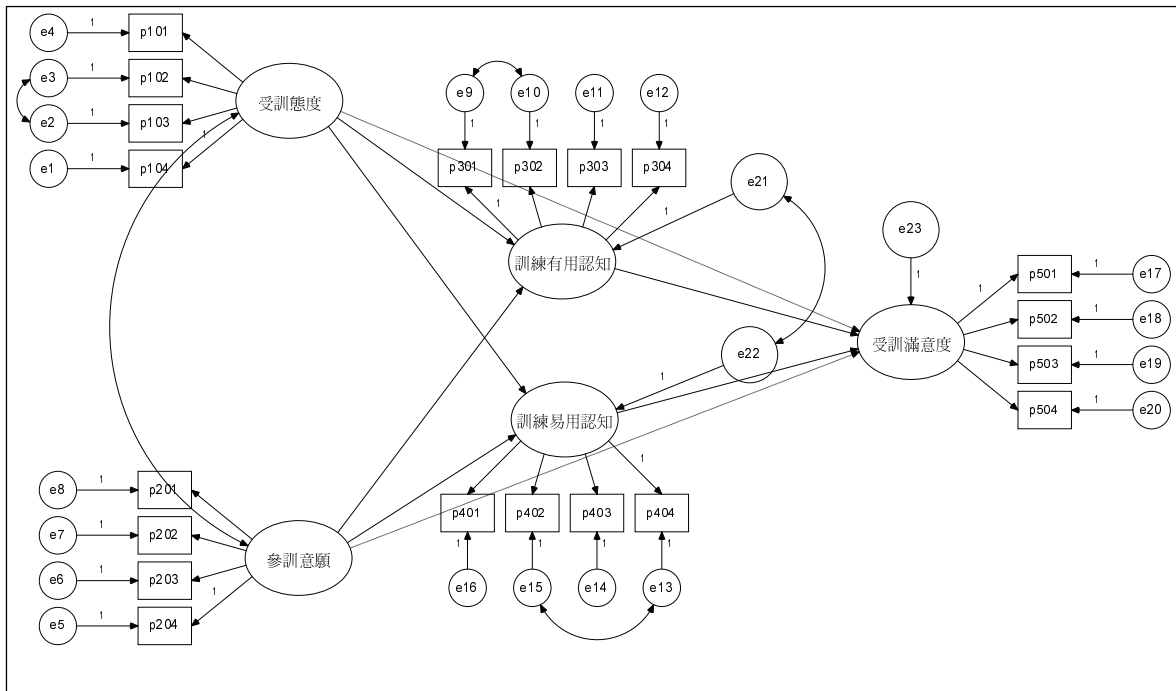 e4 1 p101
e3 1 p102
e2 1 p103
e1 1 p104
1
受訓態度
e9 e10 e11 e12
1 1 1 1
p301 p302 p303 p304
1
訓練有用認知
e21
1
e23
1
e22
1
受訓滿意度
1
p501 1 e17
p502 1 e18
p503 1 e19
p504 1 e20
訓練易用認知
1
p401 p402 p403 p404
1 1 1 1
e16 e15 e14 e13
e8 1 p201
e7 1 p202
e6 1 p203
e5 1 p204
1
參訓意願